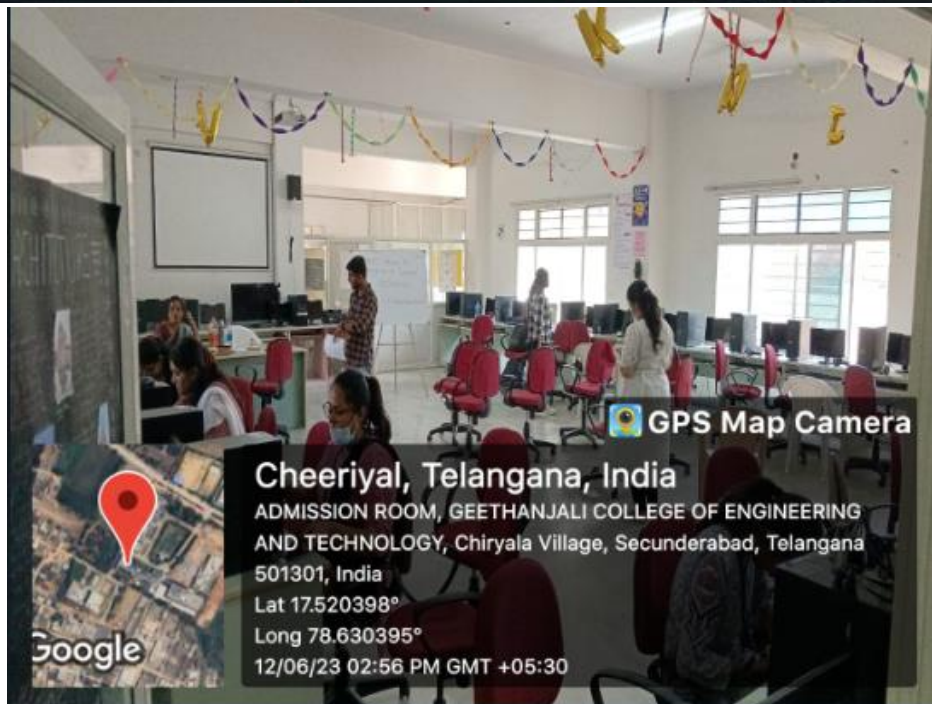 GPS Map Camera
Cheeriyal, Telangana, India
ADMISSION ROOM, GEETHANJALI COLLEGE OF ENGINEERING
AND TECHNOLOGY, Chiryala Village, Secunderabad, Telangana
501301, India
Lat 17.520398°
Long 78.630395°
12/06/23 02:56 PM GMT +05:30
Google